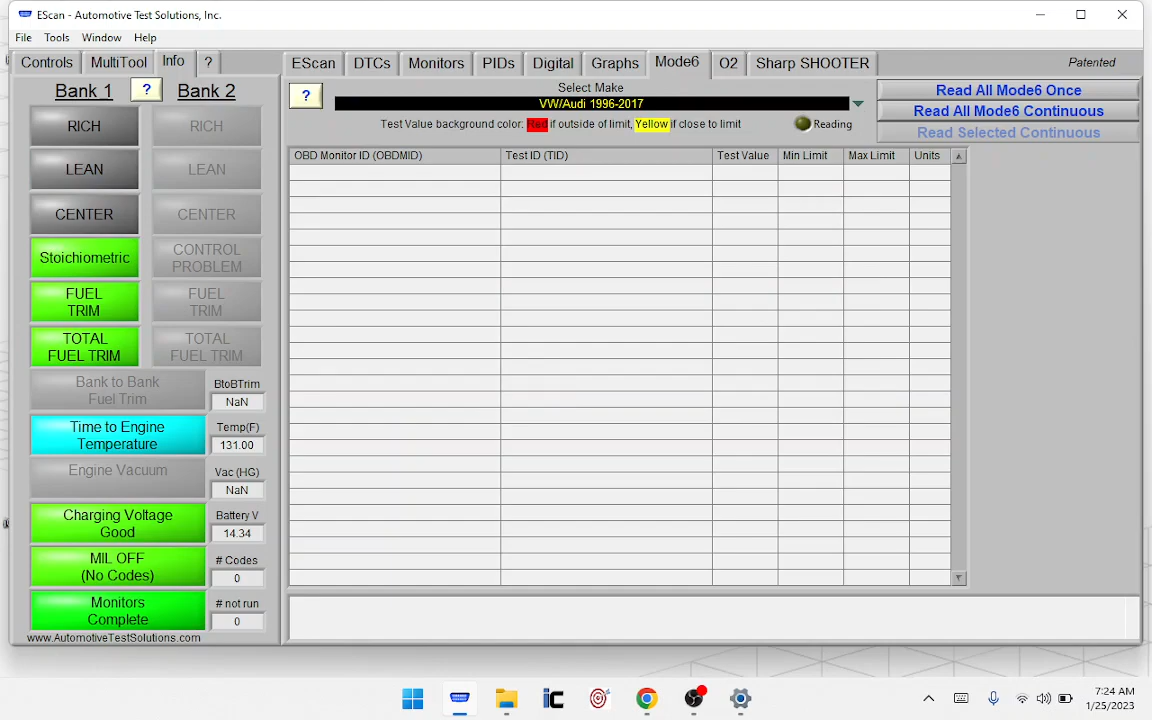 EScan - Automotive Test Solutions, Inc.
File Tools Window Help
Controls MultiTool Info ?
EScan DTCs Monitors PIDs Digital Graphs Mode6 O2 Sharp SHOOTER
Patented
Bank 1 ? Bank 2
RICH RICH
LEAN LEAN
CENTER CENTER
Stoichiometric CONTROL PROBLEM
FUEL TRIM FUEL TRIM
TOTAL FUEL TRIM TOTAL FUEL TRIM
Bank to Bank Fuel Trim BtoBTrim
NaN
Time to Engine Temperature Temp(F)
131.00
Engine Vacuum Vac (HG)
NaN
Charging Voltage Good Battery V
14.34
MIL OFF (No Codes) # Codes
0
Monitors Complete # not run
0
www.AutomotiveTestSolutions.com
?
Select Make
VW/Audi 1996-2017
Test Value background color: Red if outside of limit, Yellow if close to limit
Reading
Read All Mode6 Once
Read All Mode6 Continuous
Read Selected Continuous
OBD Monitor ID (OBDMID) Test ID (TID) Test Value Min Limit Max Limit Units
iC
7:24 AM
1/25/2023